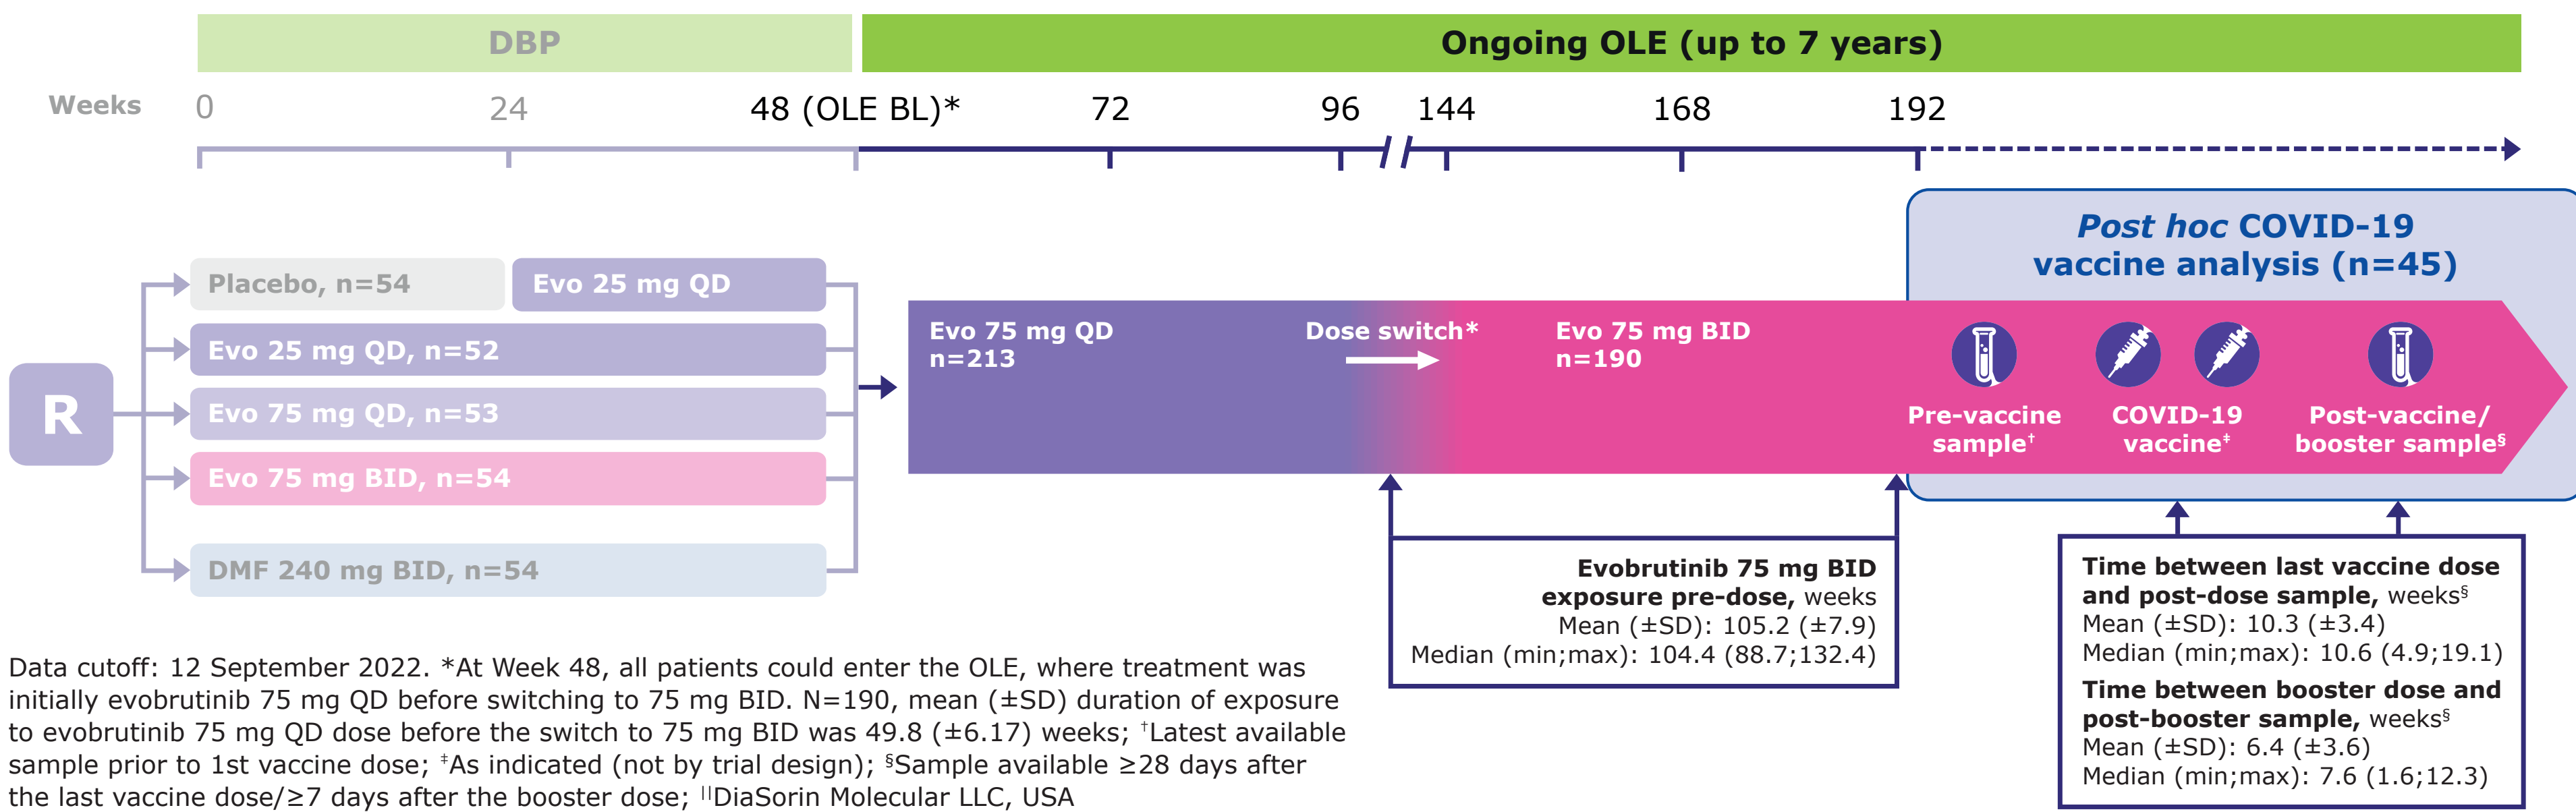 DBP
Ongoing OLE (up to 7 years)
Weeks
0
24
48 (OLE BL)*
72
96
144
168
192
Post hoc COVID-19
vaccine analysis (n=45)
R
Placebo, n=54
Evo 25 mg QD
Evo 25 mg QD, n=52
Evo 75 mg QD, n=53
Evo 75 mg BID, n=54
DMF 240 mg BID, n=54
Evo 75 mg QD
n=213
Dose switch*
Evo 75 mg BID
n=190
Pre-vaccine
sample†
COVID-19
vaccine‡
Post-vaccine/
booster sample§
Evobrutinib 75 mg BID
exposure pre-dose, weeks
Mean (±SD): 105.2 (±7.9)
Median (min;max): 104.4 (88.7;132.4)
Time between last vaccine dose
and post-dose sample, weeks§
Mean (±SD): 10.3 (±3.4)
Median (min;max): 10.6 (4.9;19.1)
Time between booster dose and
post-booster sample, weeks§
Mean (±SD): 6.4 (±3.6)
Median (min;max): 7.6 (1.6;12.3)
Data cutoff: 12 September 2022. *At Week 48, all patients could enter the OLE, where treatment was
initially evobrutinib 75 mg QD before switching to 75 mg BID. N=190, mean (±SD) duration of exposure
to evobrutinib 75 mg QD dose before the switch to 75 mg BID was 49.8 (±6.17) weeks; †Latest available
sample prior to 1st vaccine dose; ‡As indicated (not by trial design); §Sample available ≥28 days after
the last vaccine dose/≥7 days after the booster dose; ||DiaSorin Molecular LLC, USA